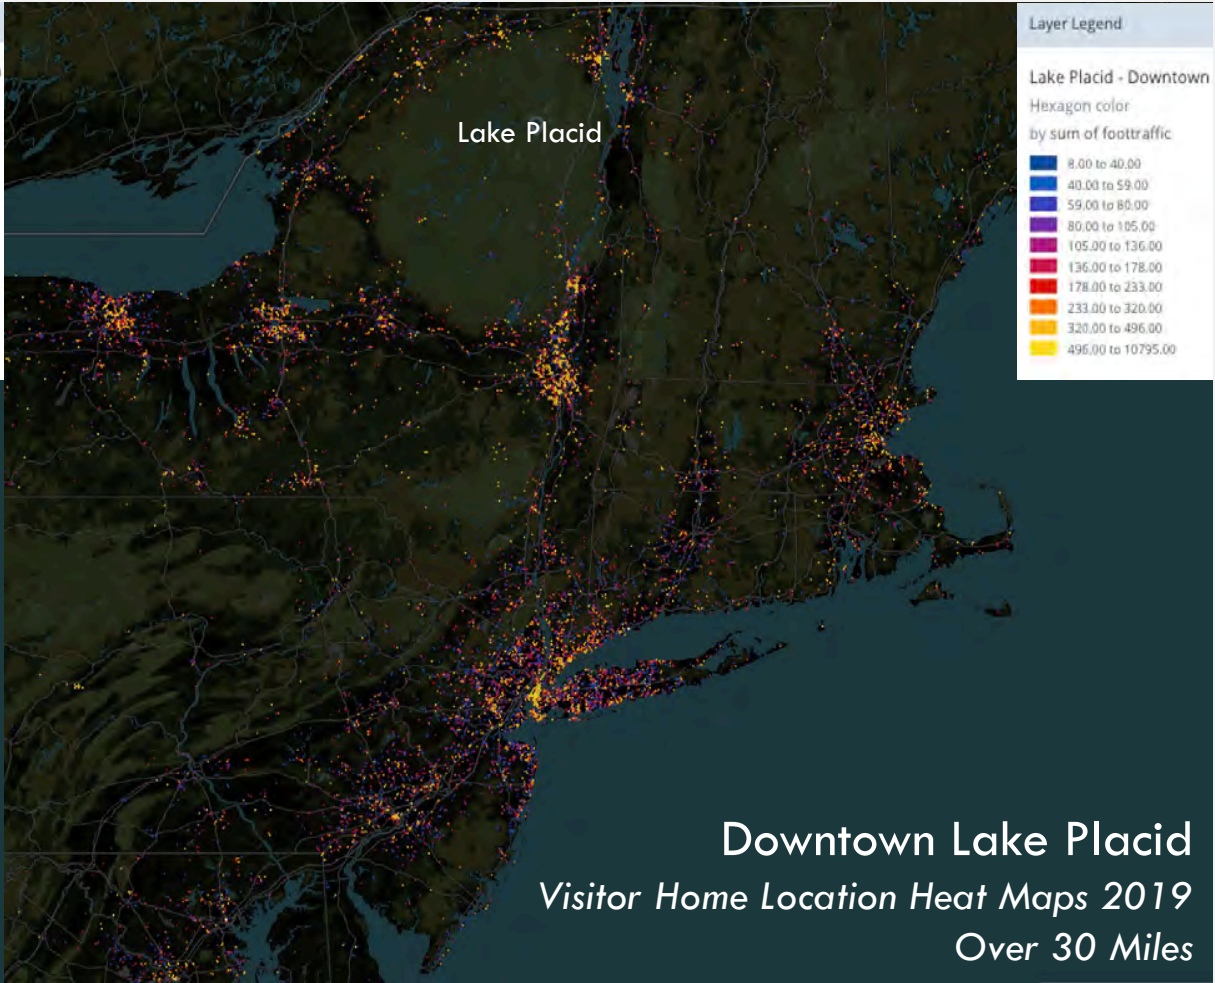 Layer Legend
Lake Placid - Downtown
Hexagon color
by sum of foottraffic
8.00 to 40.00
40.00 to 59.00
59.00 to 80.00
80.00 to 105.00
105.00 to 136.00
136.00 to 178.00
178.00 to 233.00
233.00 to 320.00
320.00 to 496.00
496.00 to 10795.00
Lake Placid
Downtown Lake Placid
Visitor Home Location Heat Maps 2019
Over 30 Miles